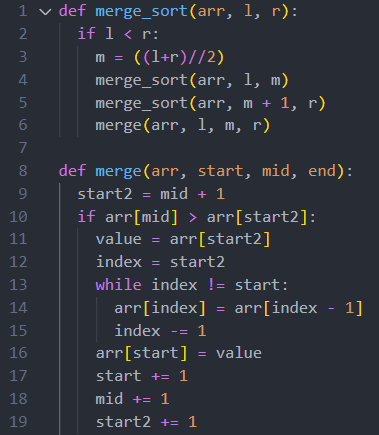 1 def merge_sort(arr, l, r):
2   if l < r:
3     m = ((l+r)//2)
4     merge_sort(arr, l, m)
5     merge_sort(arr, m + 1, r)
6     merge(arr, l, m, r)
7
8 def merge(arr, start, mid, end):
9   start2 = mid + 1
10   if arr[mid] > arr[start2]:
11     value = arr[start2]
12     index = start2
13     while index != start:
14       arr[index] = arr[index - 1]
15       index -= 1
16     arr[start] = value
17     start += 1
18     mid += 1
19     start2 += 1